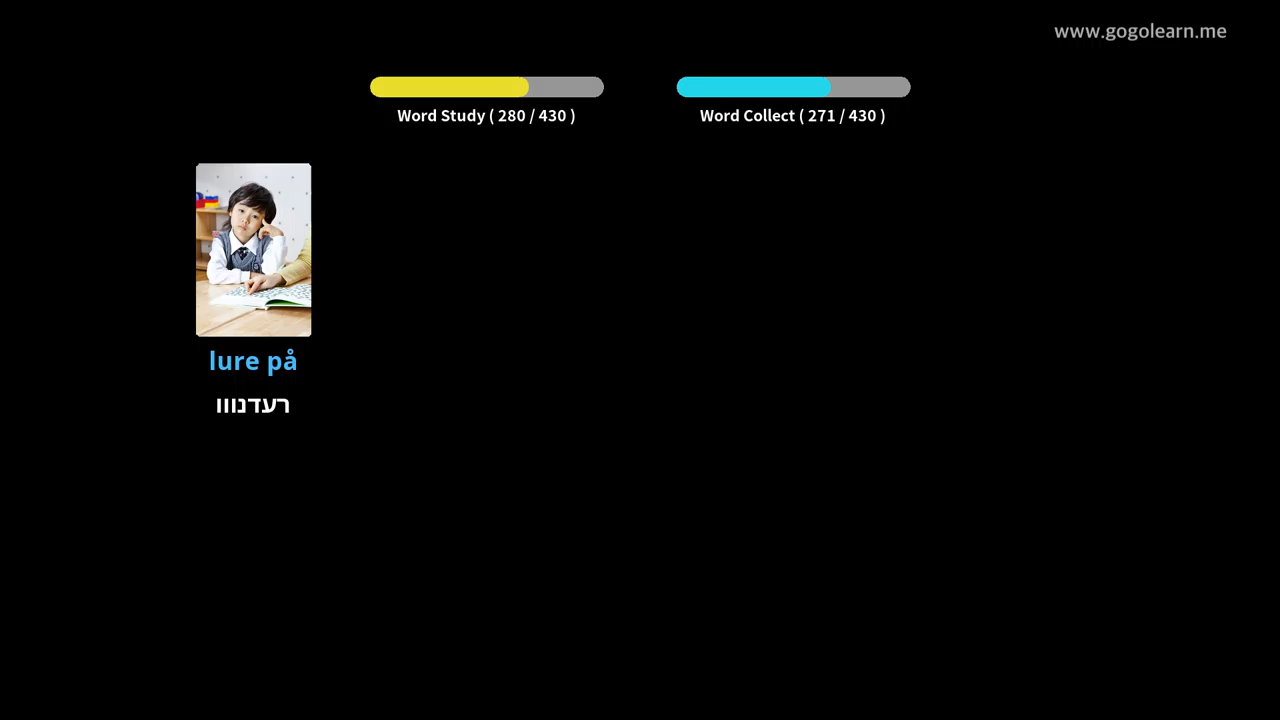 www.gogolearn.me
Word Study ( 280 / 430 )
Word Collect ( 271 / 430 )
lure på
רעדנווו